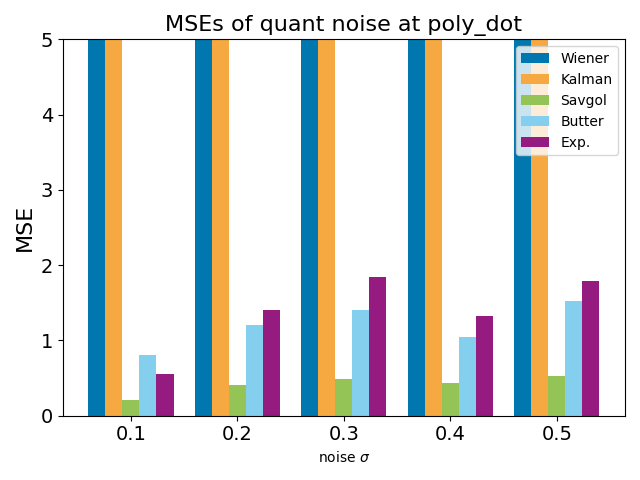 MSEs of quant noise at poly_dot
5
4
3
2
1
0
MSE
Wiener
Kalman
Savgol
Butter
Exp.
0.1 0.2 0.3 0.4 0.5
noise σ